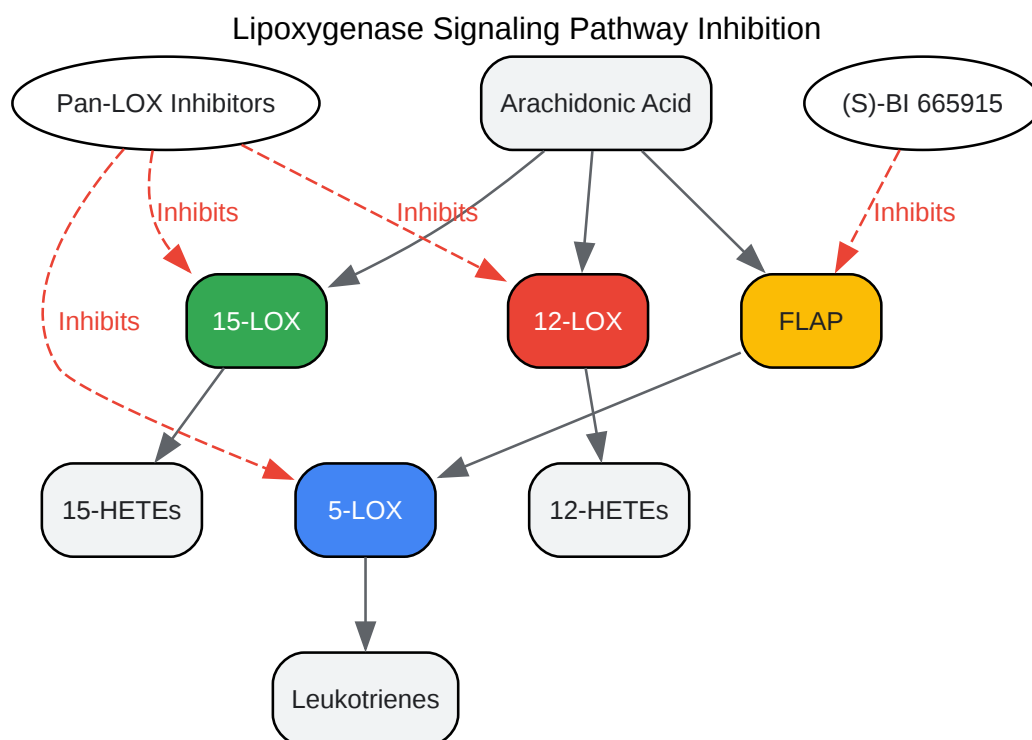 Lipoxygenase Signaling Pathway Inhibition
Pan-LOX Inhibitors
Arachidonic Acid
(S)-BI 665915
Inhibits
Inhibits
Inhibits
Inhibits
15-LOX
12-LOX
FLAP
15-HETEs
5-LOX
12-HETEs
Leukotrienes